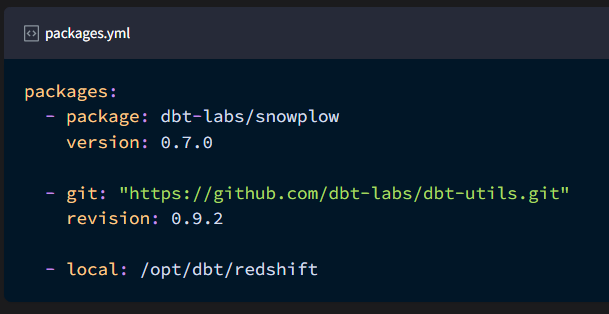 packages.yml
packages:
  - package: dbt-labs/snowplow
    version: 0.7.0
  - git: "https://github.com/dbt-labs/dbt-utils.git"
    revision: 0.9.2
  - local: /opt/dbt/redshift